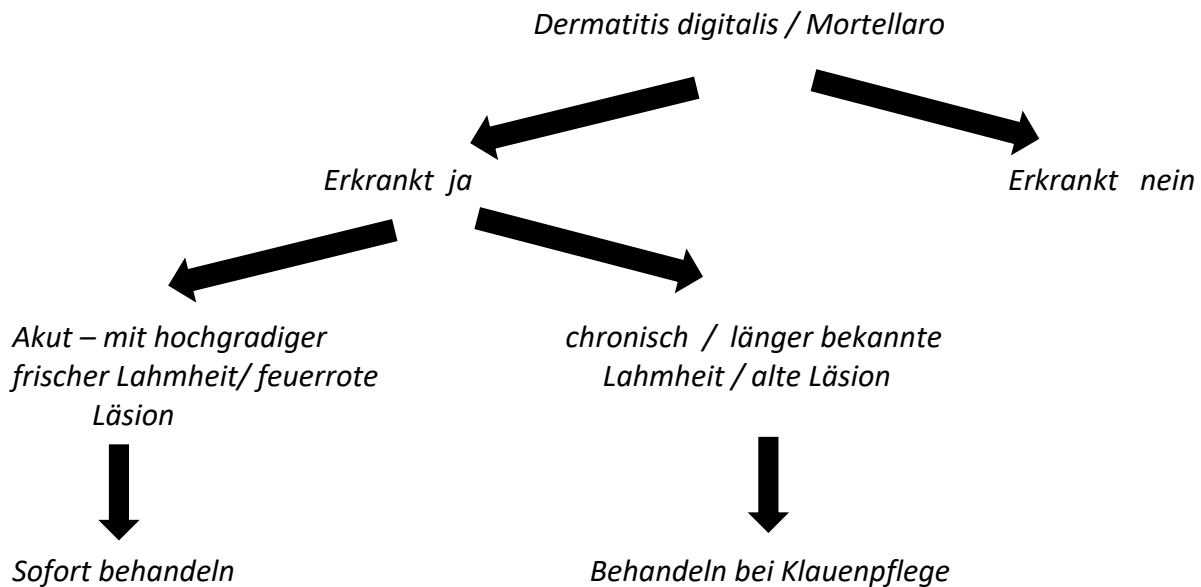 Dermatitis digitalis / Mortellaro
Erkrankt ja
Erkrankt nein
Akut – mit hochgradiger
frischer Lahmheit/ feuerrote
Läsion
chronisch / länger bekannte
Lahmheit / alte Läsion
Sofort behandeln
Behandeln bei Klauenpflege